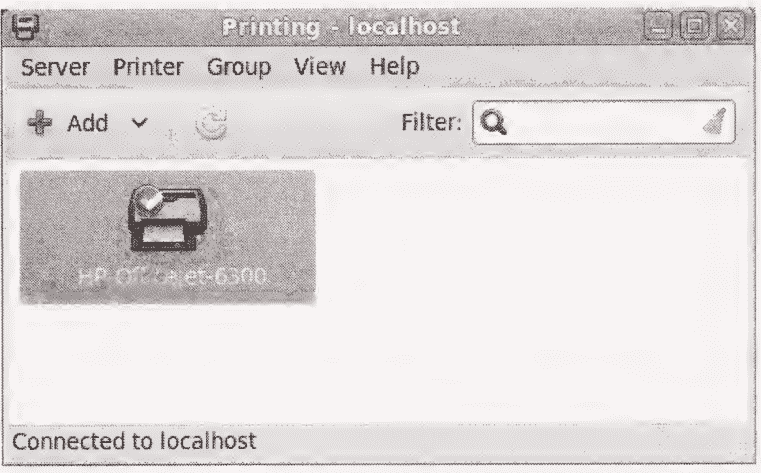 Printing - localhost
Server Printer Group View Help
Add Filter:
HP OfficeJet-6300
Connected to localhost